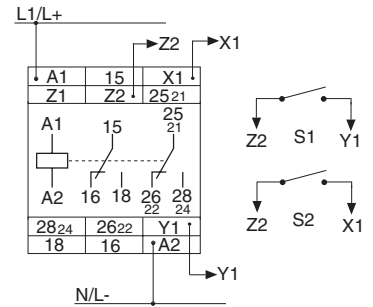 L1/L+
Z2 X1
A1 15 X1
Z1 Z2 25 21
A1 15 25 21
A2 16 18 26 22 28 24
28 24 26 22 Y1
18 16 A2
Y1
N/L-
Z2 S1 Y1
Z2 S2 X1